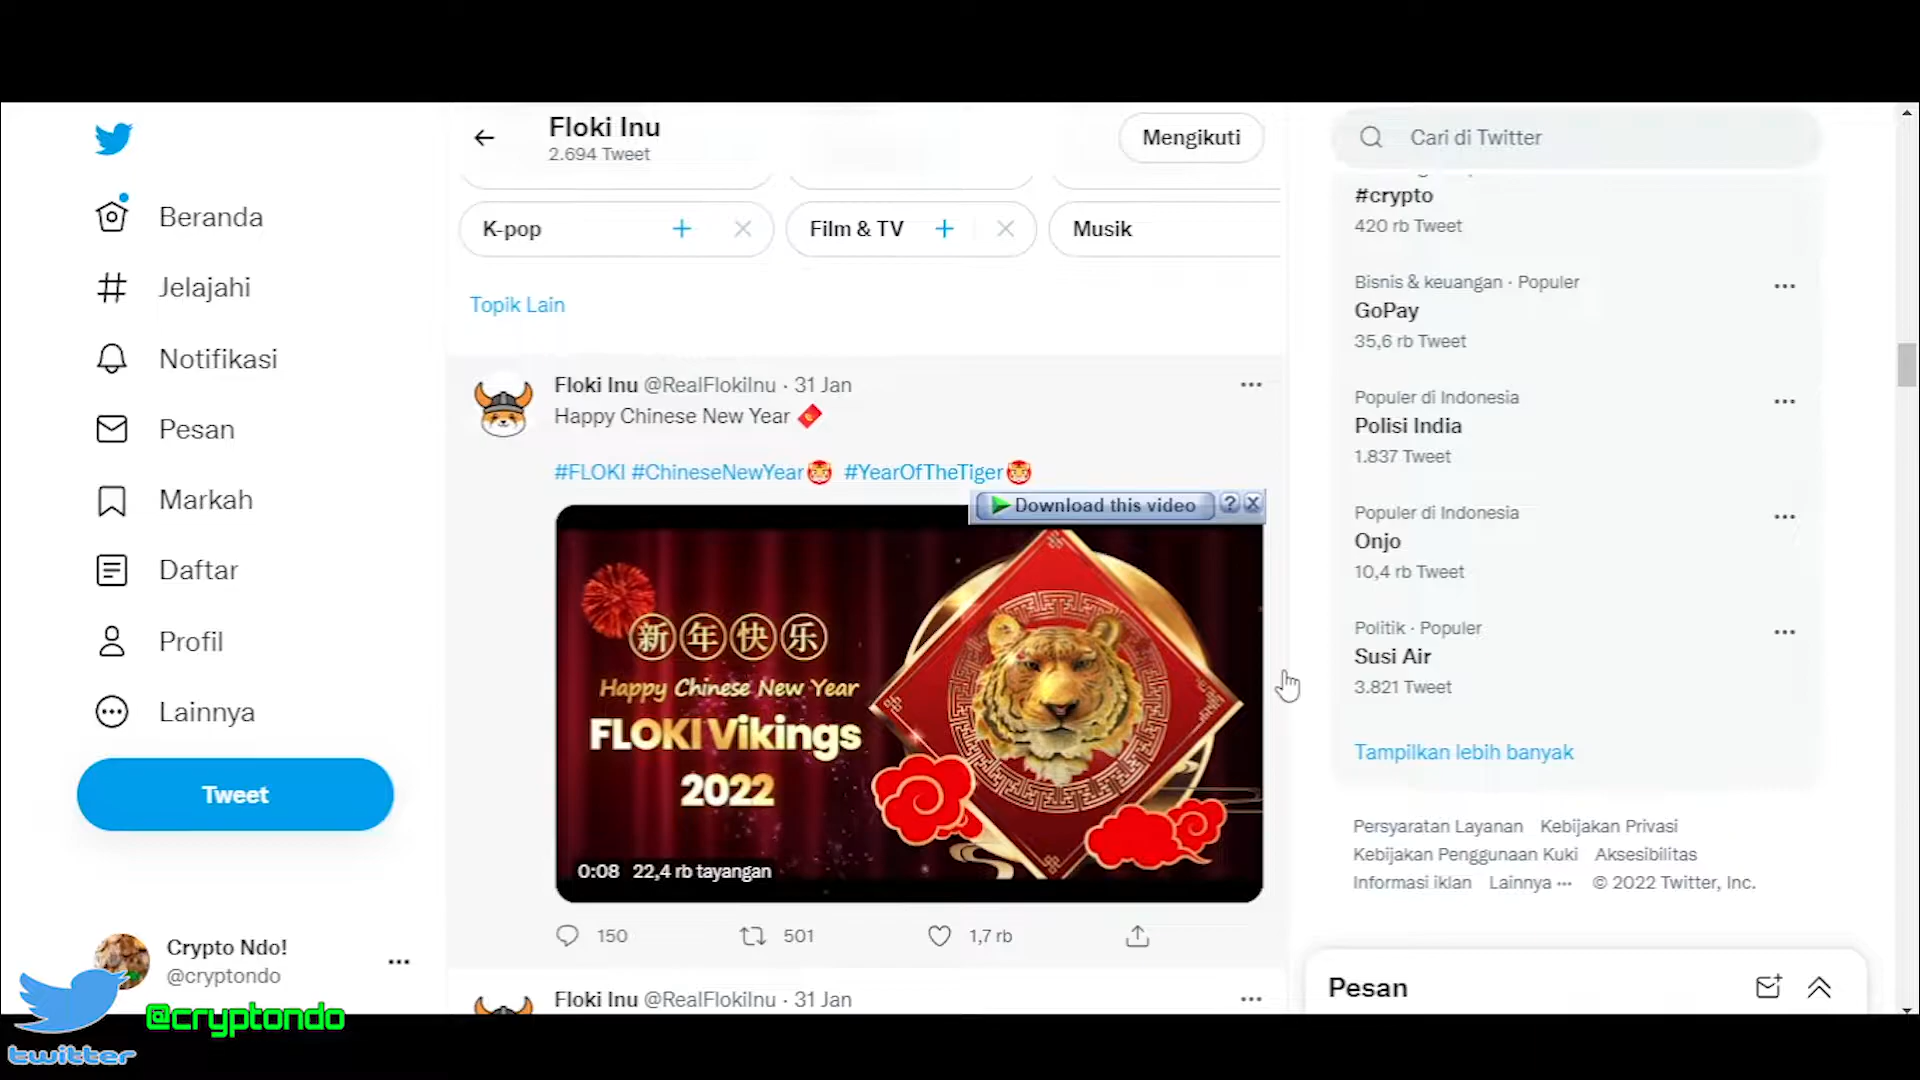 Floki Inu
2.694 Tweet
Mengikuti
Cari di Twitter
Beranda
Jelajahi
Notifikasi
Pesan
Markah
Daftar
Profil
Lainnya
Tweet
Crypto Ndo!
@cryptondo
@cryptondo
twitter
K-pop
Film & TV
Musik
Topik Lain
Floki Inu @RealFlokiInu · 31 Jan
Happy Chinese New Year
#FLOKI #ChineseNewYear #YearOfTheTiger
Download this video
新年快乐
Happy Chinese New Year
FLOKI Vikings
2022
0:08 22,4 rb tayangan
150 501 1,7 rb
Floki Inu @RealFlokiInu · 31 Jan
#crypto
420 rb Tweet
Bisnis & keuangan · Populer
GoPay
35,6 rb Tweet
Populer di Indonesia
Polisi India
1.837 Tweet
Populer di Indonesia
Onjo
10,4 rb Tweet
Politik · Populer
Susi Air
3.821 Tweet
Tampilkan lebih banyak
Persyaratan Layanan Kebijakan Privasi
Kebijakan Penggunaan Kuki Aksesibilitas
Informasi iklan Lainnya ··· © 2022 Twitter, Inc.
Pesan